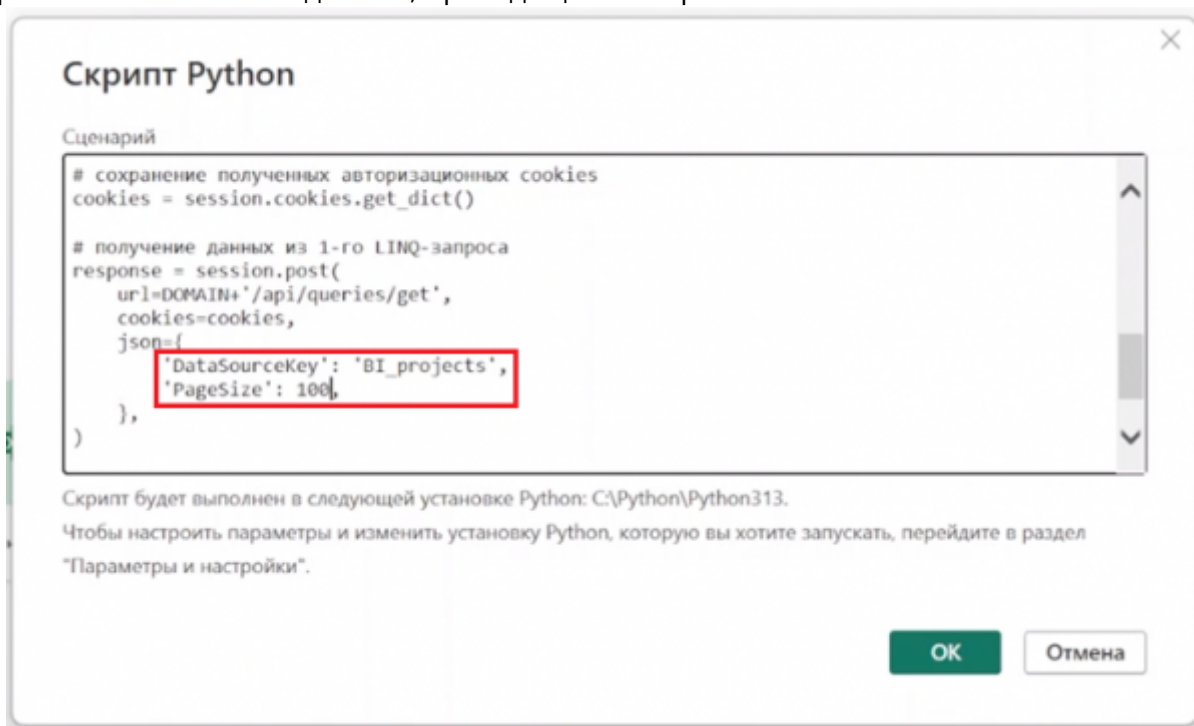 Скрипт Python
Сценарий
# сохранение полученных авторизационных cookies
cookies = session.cookies.get_dict()
# получение данных из 1-го LINQ-запроса
response = session.post(
url=DOMAIN+'/api/queries/get',
cookies=cookies,
json={
'DataSourceKey': 'BI_projects',
'PageSize': 100,
},
)
Скрипт будет выполнен в следующей установке Python: C:\Python\Python313.
Чтобы настроить параметры и изменить установку Python, которую вы хотите запускать, перейдите в раздел
"Параметры и настройки".
ОК
Отмена